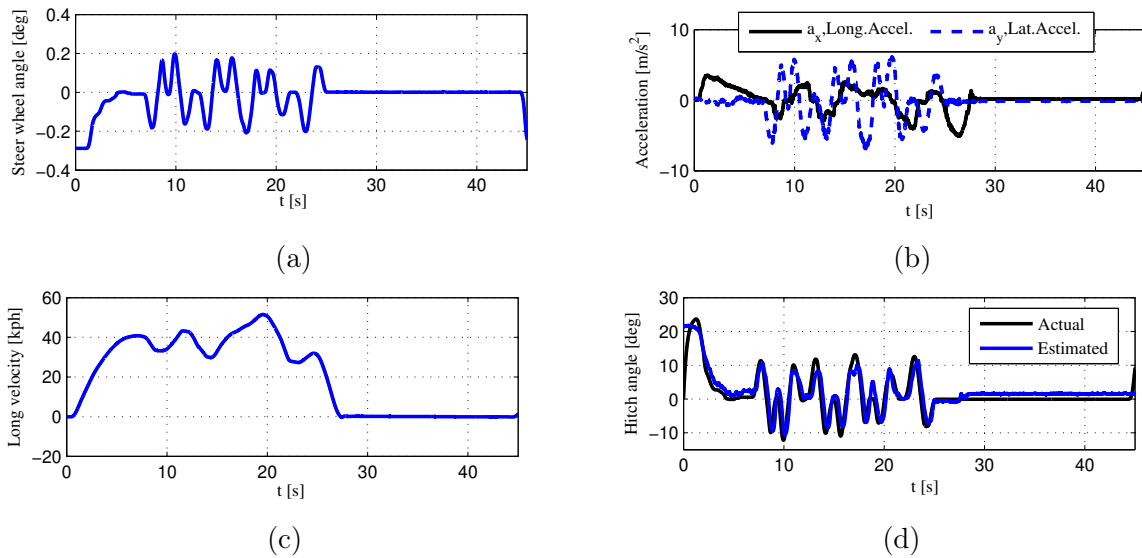 0.4
0.2
0
−0.2
−0.4
0
10
20
30
40
t [s]
Steer wheel angle [deg]
(a)
10
0
−10
0
10
20
30
40
t [s]
Acceleration [m/s²]
a_x,Long.Accel.
a_y,Lat.Accel.
(b)
60
40
20
0
−20
0
10
20
30
40
t [s]
Long velocity [kph]
(c)
30
20
10
0
−10
0
10
20
30
40
t [s]
Hitch angle [deg]
Actual
Estimated
(d)